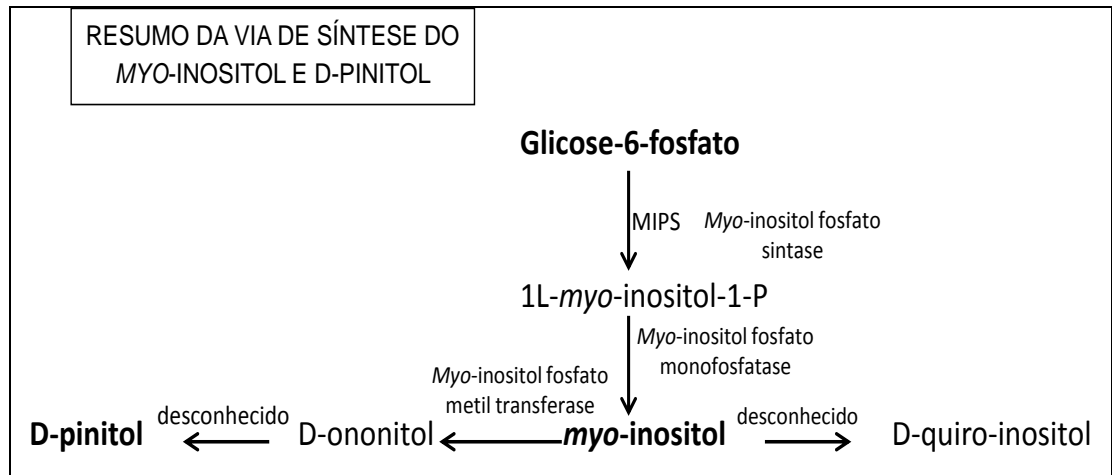 RESUMO DA VIA DE SÍNTESE DO
MYO-INOSITOL E D-PINITOL
Glicose-6-fosfato
MIPS
Myo-inositol fosfato
sintase
1L-myo-inositol-1-P
Myo-inositol fosfato
monofosfatase
Myo-inositol fosfato
metil transferase
D-pinitol
desconhecido
D-ononitol
myo-inositol
desconhecido
D-quiro-inositol